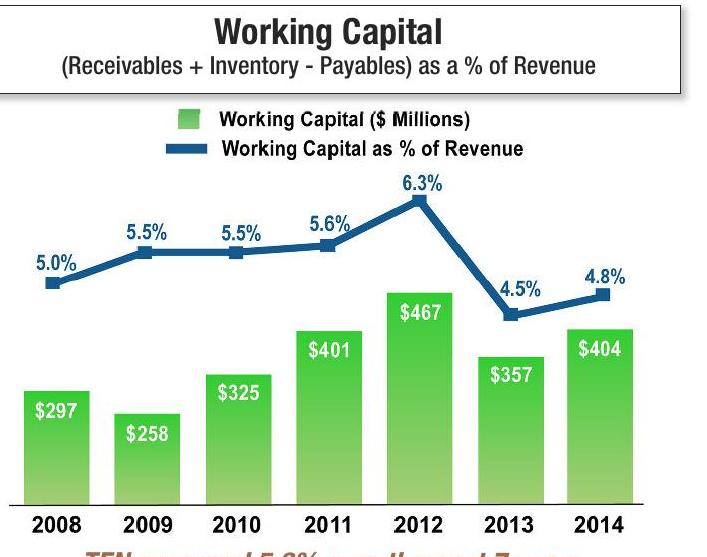 Working Capital
(Receivables + Inventory - Payables) as a % of Revenue
Working Capital ($ Millions)
Working Capital as % of Revenue
6.3%
5.5%
5.5%
5.6%
5.0%
4.5%
4.8%
$467
$401
$404
$357
$325
$297
$258
2008 2009 2010 2011 2012 2013 2014